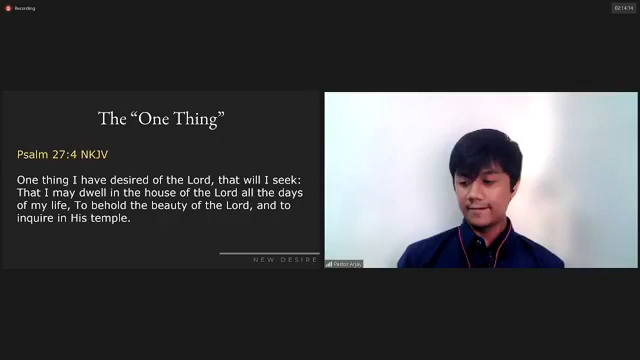 Recording
02:14:14
The “One Thing”
Psalm 27:4 NKJV
One thing I have desired of the Lord, that will I seek:
That I may dwell in the house of the Lord all the days
of my life, To behold the beauty of the Lord, and to
inquire in His temple.
NEW DESIRE
Pastor Arjay